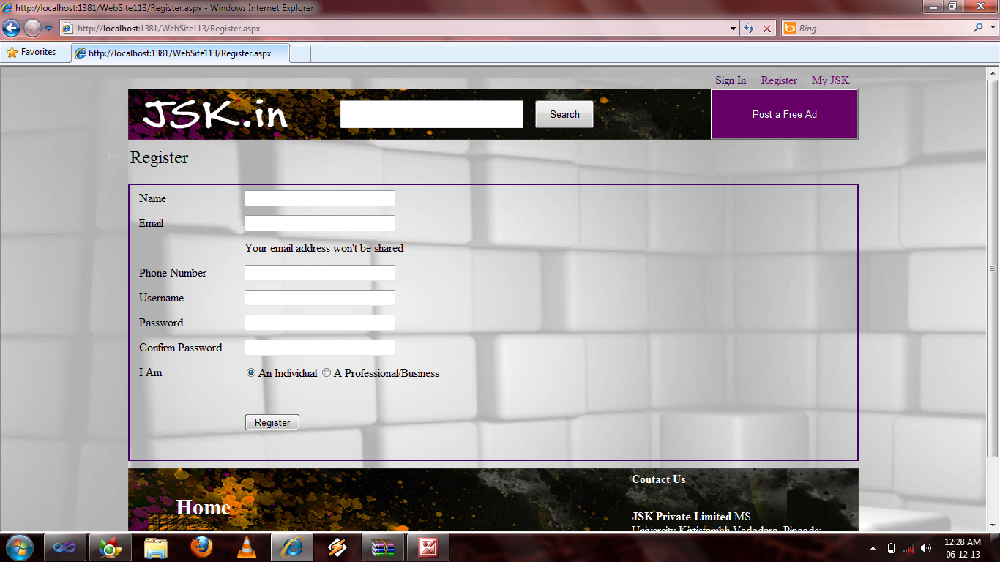 http://localhost:1381/WebSite113/Register.aspx - Windows Internet Explorer
http://localhost:1381/WebSite113/Register.aspx
Bing
Favorites
http://localhost:1381/WebSite113/Register.aspx
Sign In Register My JSK
JSK.in
Search
Post a Free Ad
Register
Name
Email
Your email address won't be shared
Phone Number
Username
Password
Confirm Password
I Am An Individual A Professional/Business
Register
Contact Us
Home
JSK Private Limited MS
University Kirtistambh Vadodara, Pincode:
12:28 AM
06-12-13